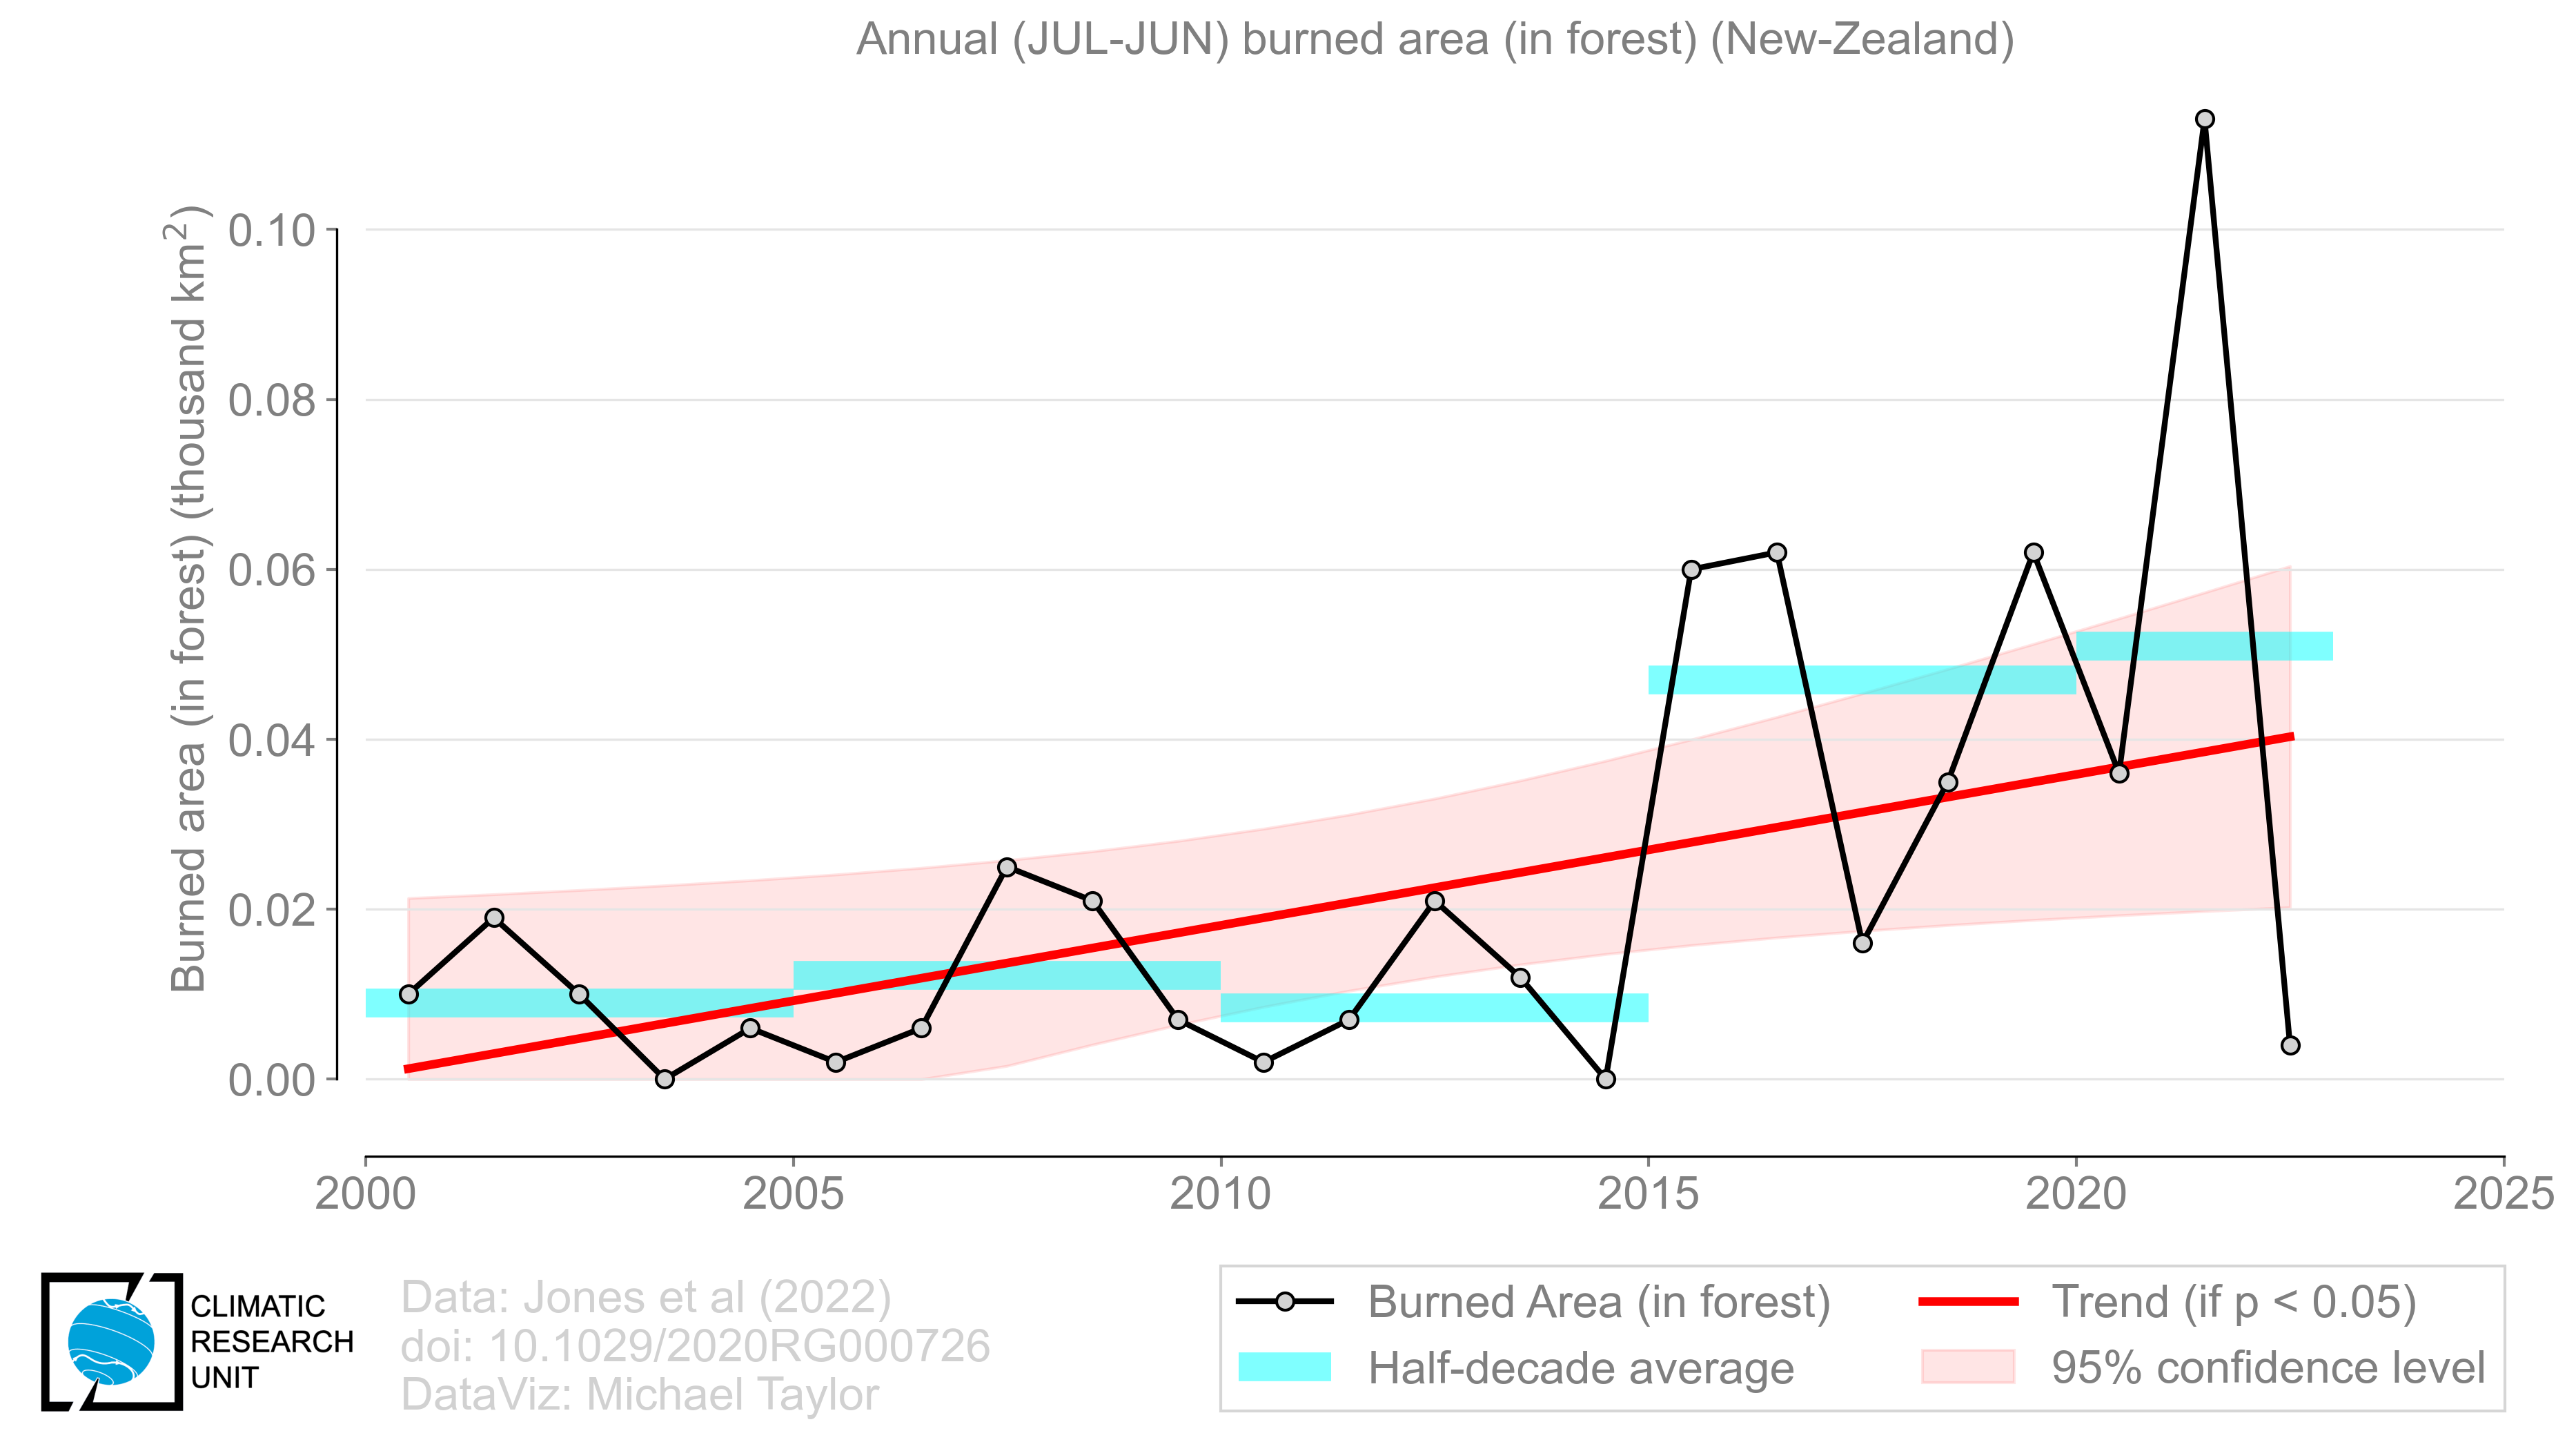 Annual (JUL-JUN) burned area (in forest) (New-Zealand)
Burned area (in forest) (thousand km²)
0.10
0.08
0.06
0.04
0.02
0.00
2000
2005
2010
2015
2020
2025
CLIMATIC
RESEARCH
UNIT
Data: Jones et al (2022)
doi: 10.1029/2020RG000726
DataViz: Michael Taylor
Burned Area (in forest)
Half-decade average
Trend (if p < 0.05)
95% confidence level